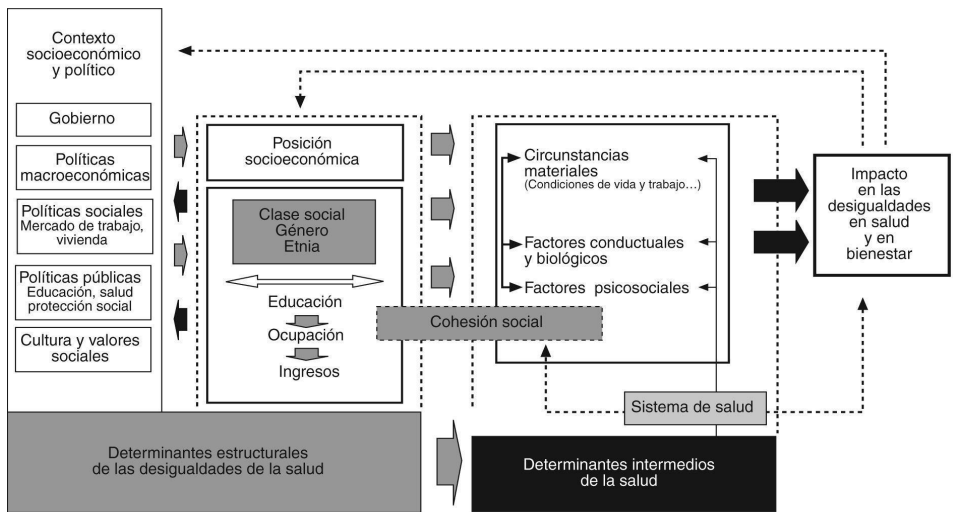 Contexto
socioeconómico
y político
Gobierno
Políticas
macroeconómicas
Políticas sociales
Mercado de trabajo,
vivienda
Políticas públicas
Educación, salud
protección social
Cultura y valores
sociales
Posición
socioeconómica
Clase social
Género
Etnia
Educación
Ocupación
Ingresos
Cohesión social
Circunstancias
materiales
(Condiciones de vida y trabajo…)
Factores conductuales
y biológicos
Factores psicosociales
Impacto
en las
desigualdades
en salud
y en
bienestar
Sistema de salud
Determinantes estructurales
de las desigualdades de la salud
Determinantes intermedios
de la salud